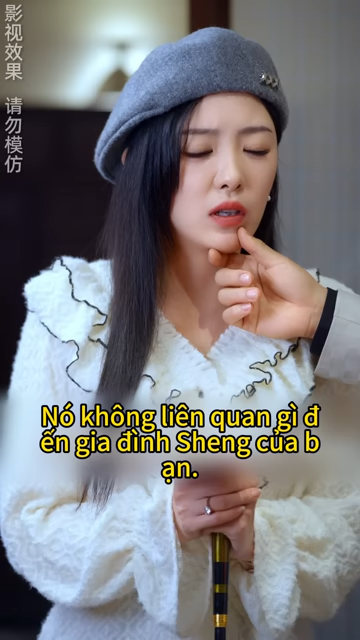 影视效果 请勿模仿
Nó không liên quan gì đ
ến gia đình Sheng của b
ạn.